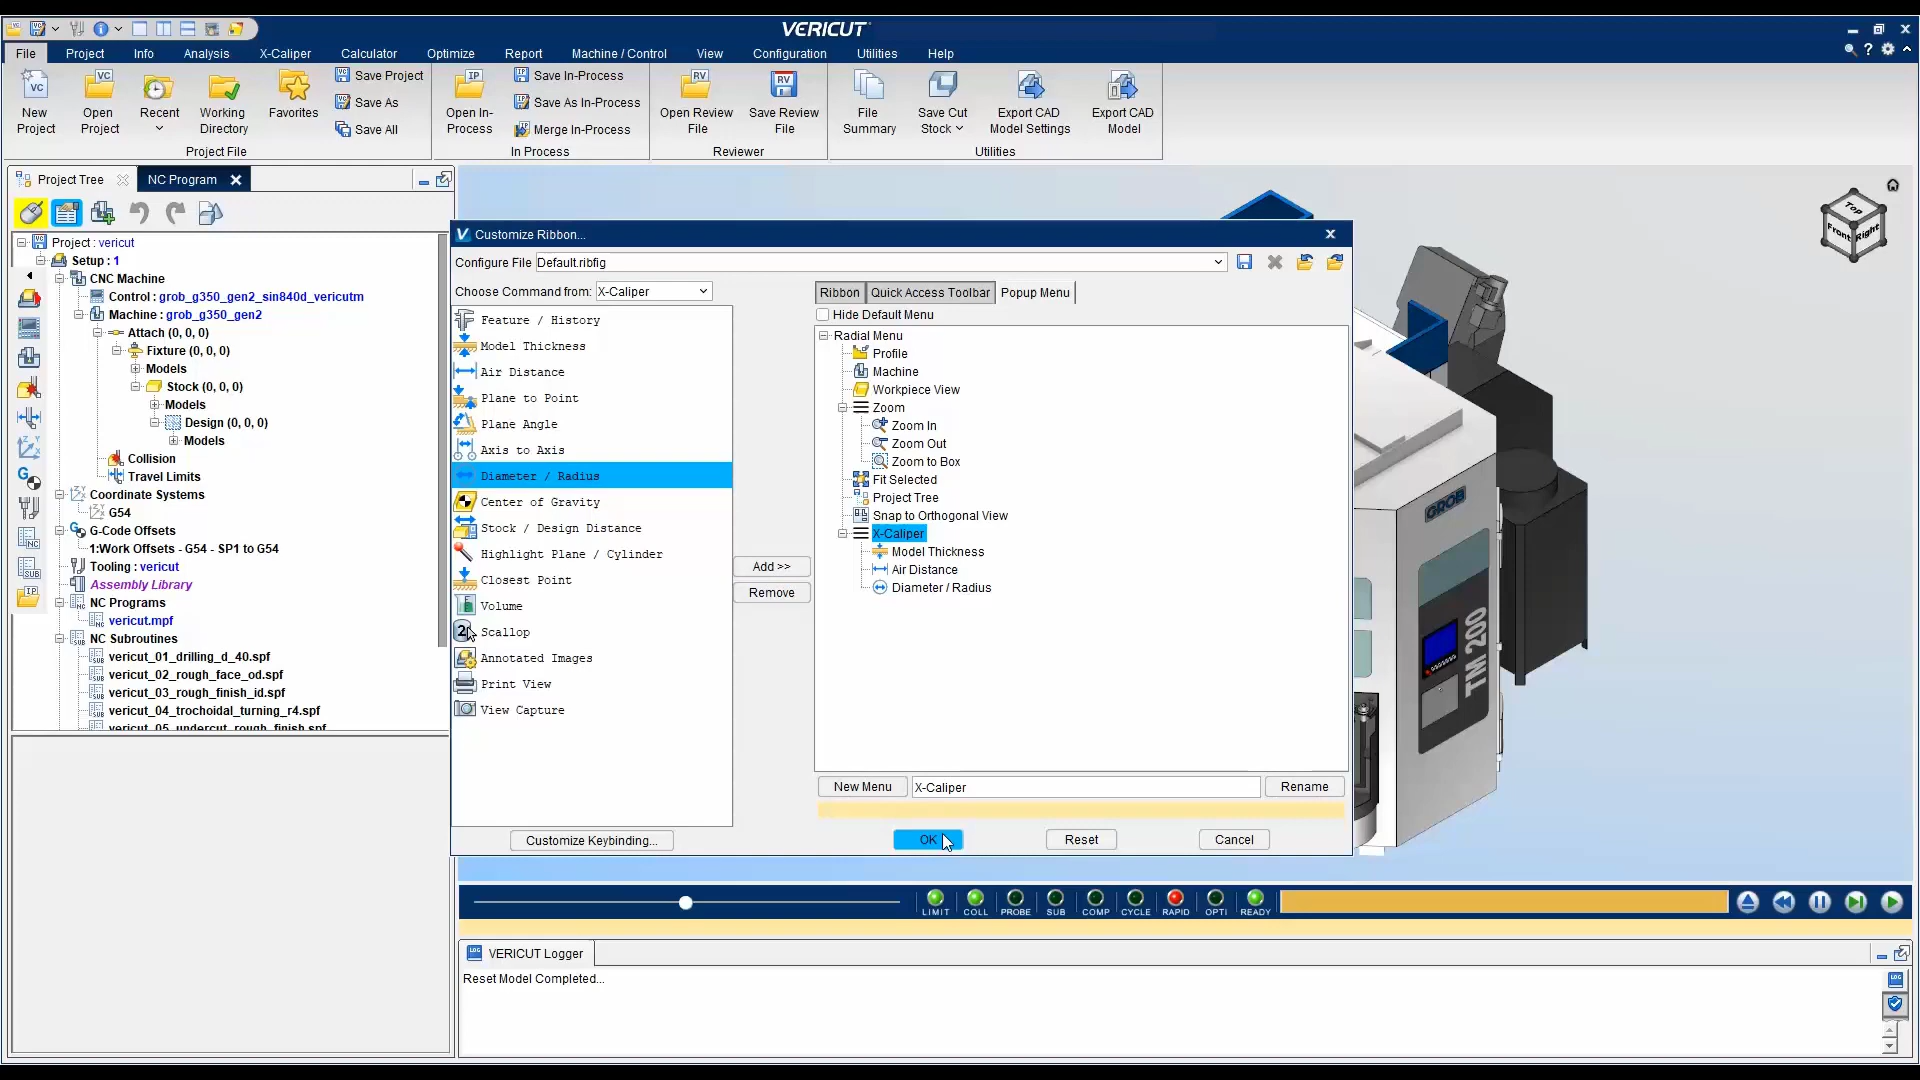 VERICUT
File Project Info Analysis X-Caliper Calculator Optimize Report Machine / Control View Configuration Utilities Help
New Project
Open Project
Recent
Working Directory
Favorites
Save Project
Save As
Save All
Project File
Open In-Process
Save In-Process
Save As In-Process
Merge In-Process
In Process
Open Review File
Save Review File
Reviewer
File Summary
Save Cut Stock
Export CAD Model Settings
Export CAD Model
Utilities
Project Tree
NC Program
Project : vericut
Setup : 1
CNC Machine
Control : grob_g350_gen2_sin840d_vericutm
Machine : grob_g350_gen2
Attach (0, 0, 0)
Fixture (0, 0, 0)
Models
Stock (0, 0, 0)
Models
Design (0, 0, 0)
Models
Collision
Travel Limits
Coordinate Systems
G54
G-Code Offsets
1:Work Offsets - G54 - SP1 to G54
Tooling : vericut
Assembly Library
NC Programs
vericut.mpf
NC Subroutines
vericut_01_drilling_d_40.spf
vericut_02_rough_face_od.spf
vericut_03_rough_finish_id.spf
vericut_04_trochoidal_turning_r4.spf
vericut_05_undercut_rough_finish.spf
Customize Ribbon...
Configure File Default.ribfig
Choose Command from: X-Caliper
Feature / History
Model Thickness
Air Distance
Plane to Point
Plane Angle
Axis to Axis
Diameter / Radius
Center of Gravity
Stock / Design Distance
Highlight Plane / Cylinder
Closest Point
Volume
Scallop
Annotated Images
Print View
View Capture
Customize Keybinding...
Add >>
Remove
Ribbon Quick Access Toolbar Popup Menu
Hide Default Menu
Radial Menu
Profile
Machine
Workpiece View
Zoom
Zoom In
Zoom Out
Zoom to Box
Fit Selected
Project Tree
Snap to Orthogonal View
X-Caliper
Model Thickness
Air Distance
Diameter / Radius
New Menu X-Caliper Rename
OK Reset Cancel
Top
Front Right
GROB
TM 200
LIMIT COLL PROBE SUB COMP CYCLE RAPID OPTI READY
VERICUT Logger
Reset Model Completed...